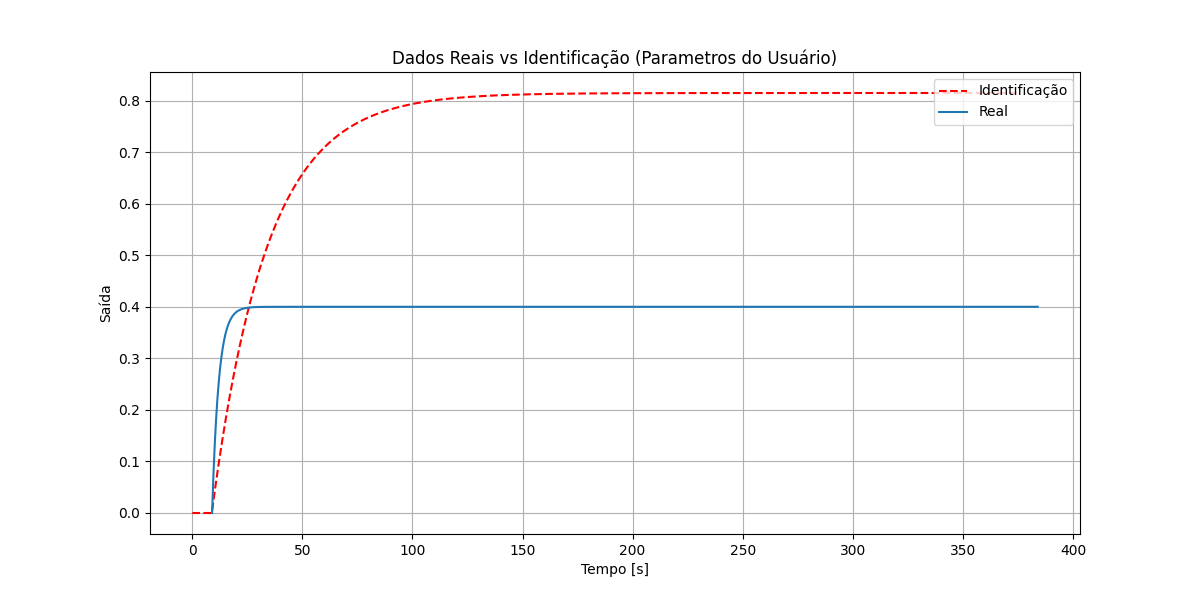 Dados Reais vs Identificação (Parametros do Usuário)
Identificação
Real
Saída
0.8
0.7
0.6
0.5
0.4
0.3
0.2
0.1
0.0
0 50 100 150 200 250 300 350 400
Tempo [s]